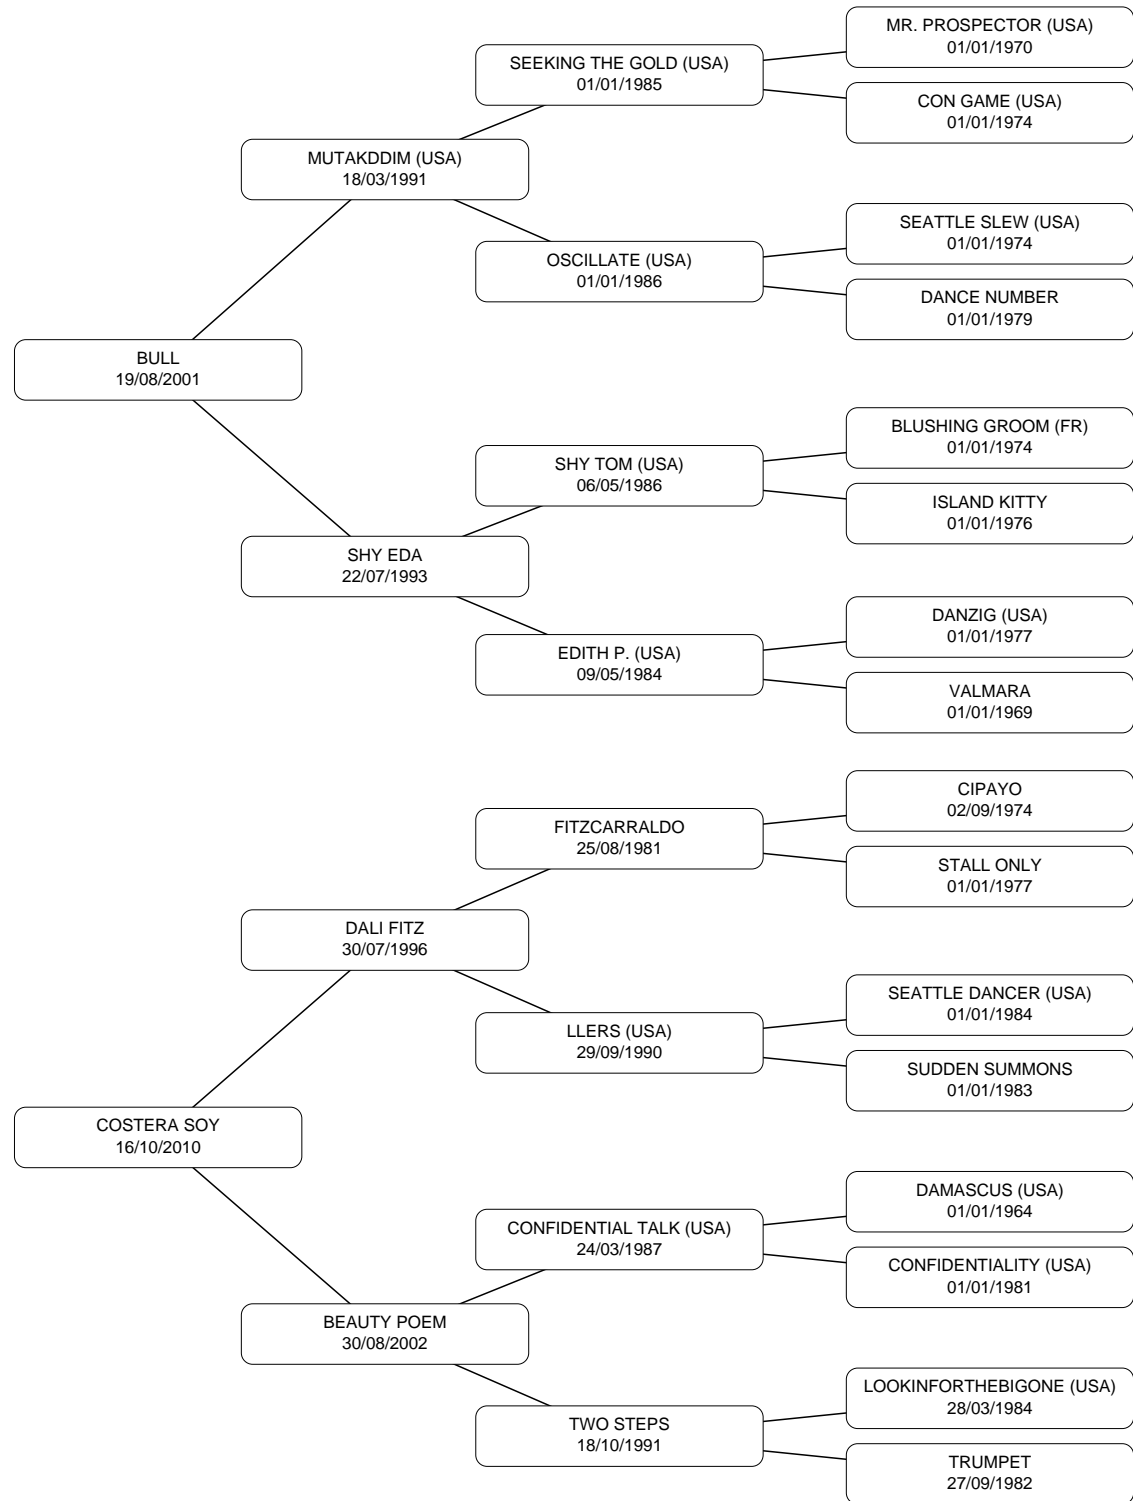 MR. PROSPECTOR (USA)
01/01/1970
SEEKING THE GOLD (USA)
01/01/1985
CON GAME (USA)
01/01/1974
MUTAKDDIM (USA)
18/03/1991
SEATTLE SLEW (USA)
01/01/1974
OSCILLATE (USA)
01/01/1986
DANCE NUMBER
01/01/1979
BULL
19/08/2001
BLUSHING GROOM (FR)
01/01/1974
SHY TOM (USA)
06/05/1986
ISLAND KITTY
01/01/1976
SHY EDA
22/07/1993
DANZIG (USA)
01/01/1977
EDITH P. (USA)
09/05/1984
VALMARA
01/01/1969
CIPAYO
02/09/1974
FITZCARRALDO
25/08/1981
STALL ONLY
01/01/1977
DALI FITZ
30/07/1996
SEATTLE DANCER (USA)
01/01/1984
LLERS (USA)
29/09/1990
SUDDEN SUMMONS
01/01/1983
COSTERA SOY
16/10/2010
DAMASCUS (USA)
01/01/1964
CONFIDENTIAL TALK (USA)
24/03/1987
CONFIDENTIALITY (USA)
01/01/1981
BEAUTY POEM
30/08/2002
LOOKINFORTHEBIGONE (USA)
28/03/1984
TWO STEPS
18/10/1991
TRUMPET
27/09/1982